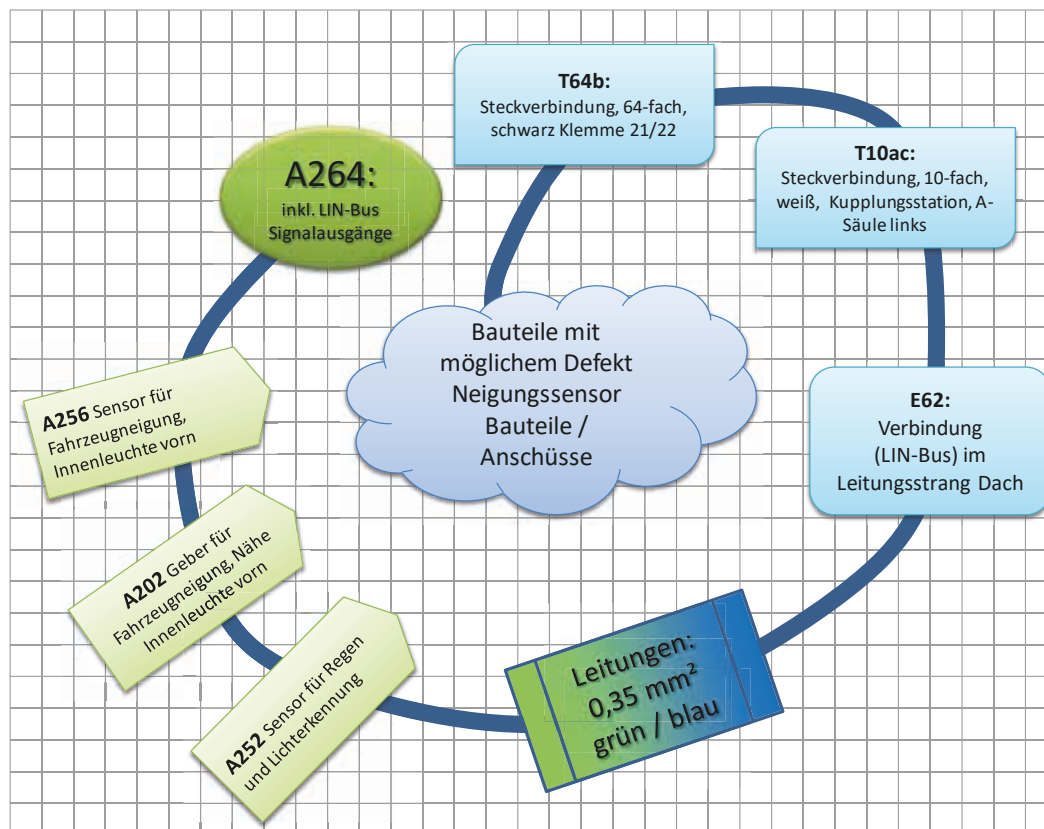 T64b:
Steckverbindung, 64-fach,
schwarz Klemme 21/22
T10ac:
Steckverbindung, 10-fach,
weiß, Kupplungsstation, A-
Säule links
A264:
inkl. LIN-Bus
Signalausgänge
Bauteile mit
möglichem Defekt
Neigungssensor
Bauteile /
Anschüsse
A256 Sensor für
Fahrzeugneigung,
Innenleuchte vorn
E62:
Verbindung
(LIN-Bus) im
Leitungsstrang Dach
A202 Geber für
Fahrzeugneigung, Nähe
Innenleuchte vorn
Leitungen:
0,35 mm²
grün / blau
A252 Sensor für Regen
und Lichterkennung